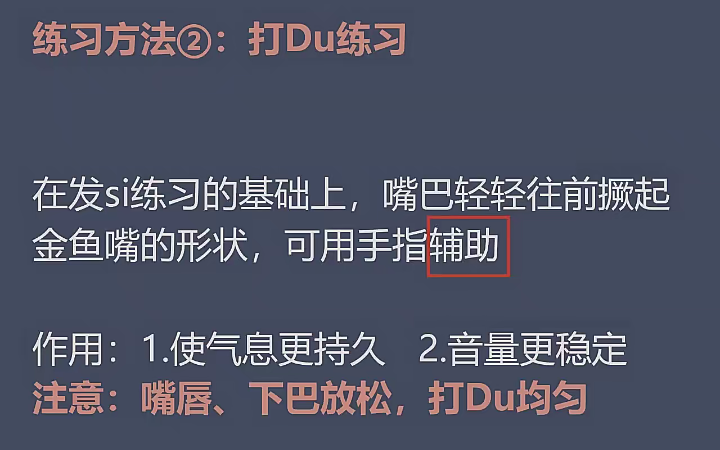 练习方法②：打Du练习
在发si练习的基础上，嘴巴轻轻往前撅起
金鱼嘴的形状，可用手指辅助
作用：1.使气息更持久 2.音量更稳定
注意：嘴唇、下巴放松，打Du均匀